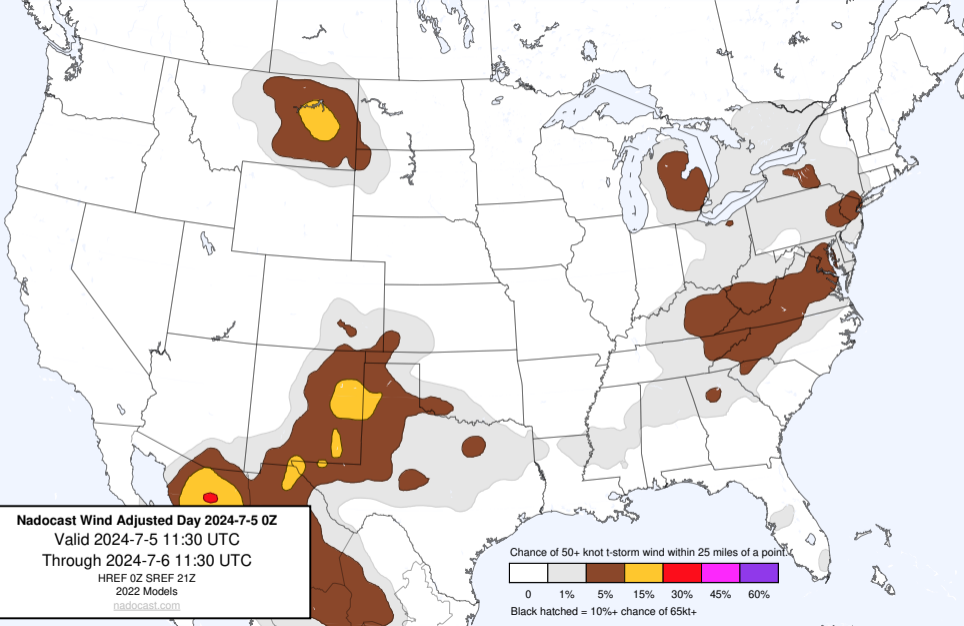 Nadocast Wind Adjusted Day 2024-7-5 0Z
Valid 2024-7-5 11:30 UTC
Through 2024-7-6 11:30 UTC
HREF 0Z SREF 21Z
2022 Models
nadocast.com
Chance of 50+ knot t-storm wind within 25 miles of a point.
0 1% 5% 15% 30% 45% 60%
Black hatched = 10%+ chance of 65kt+